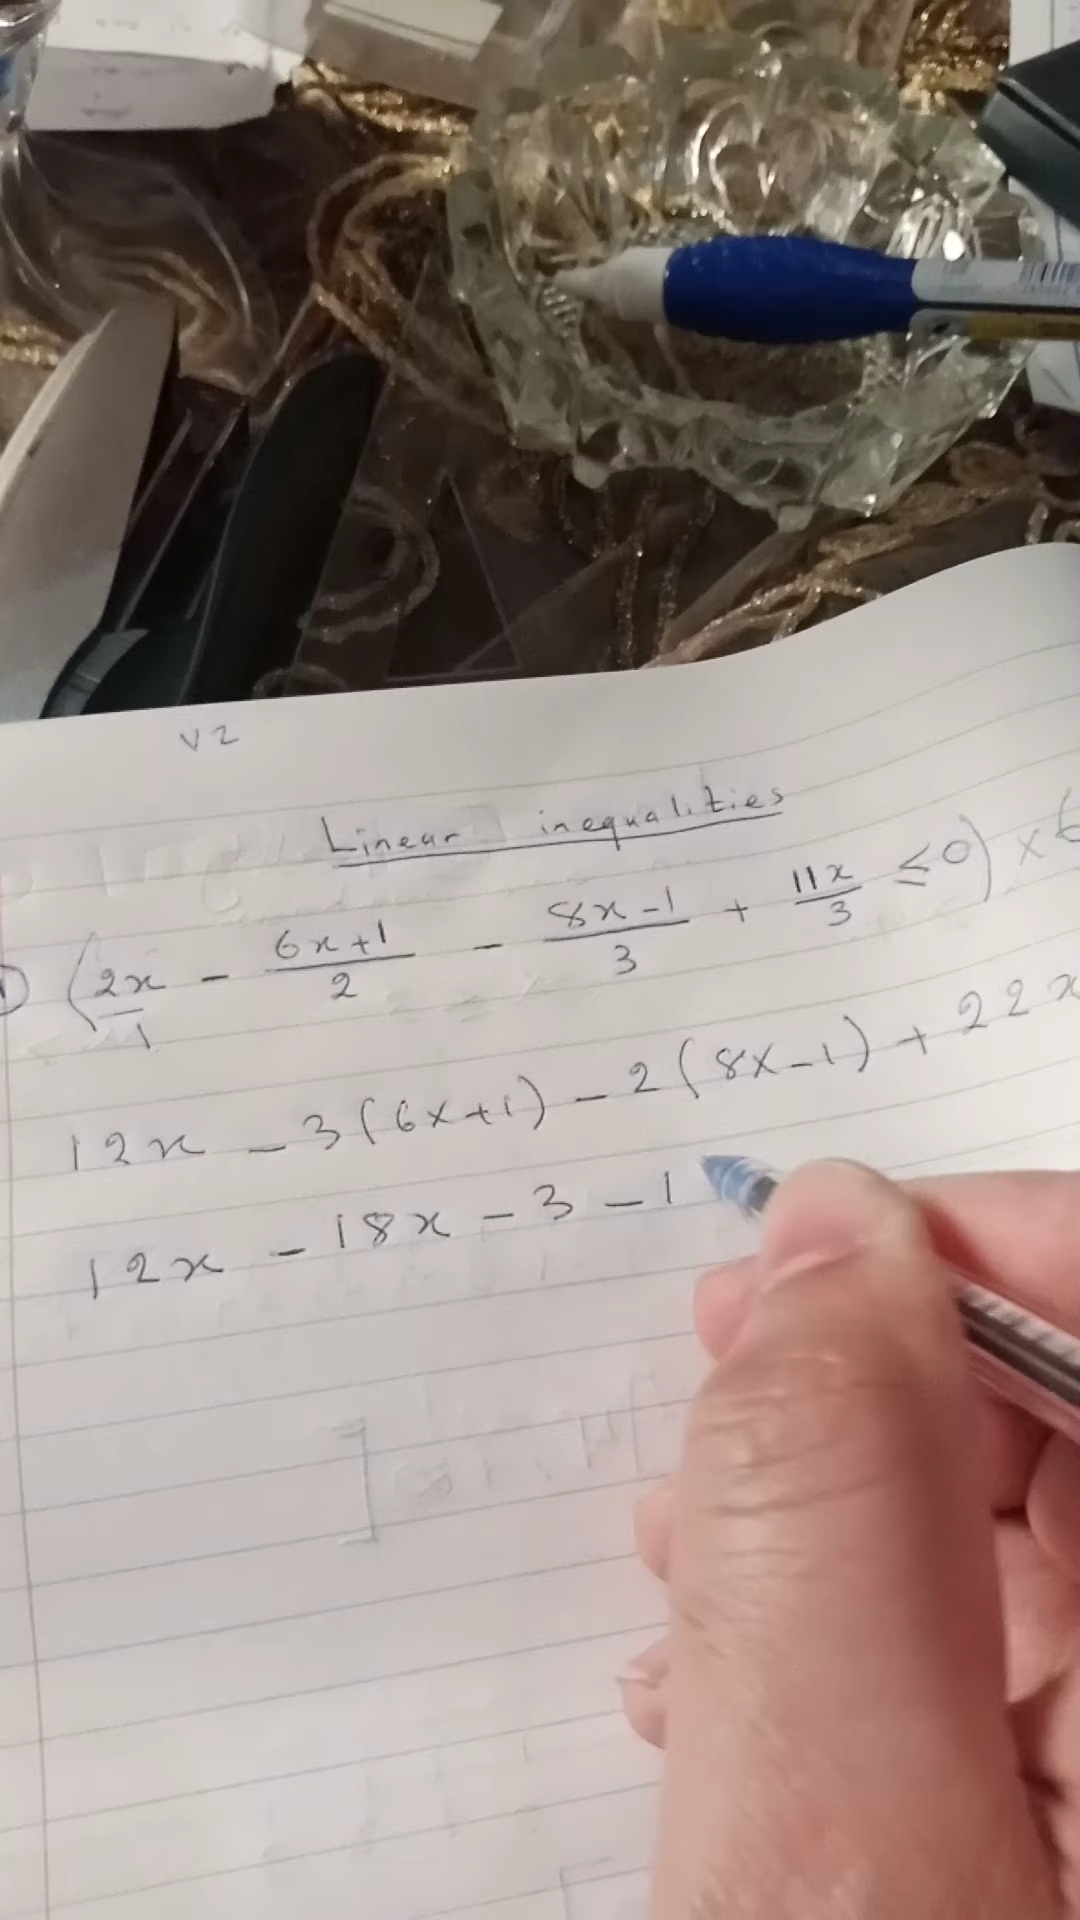 V2
Linear inequalities
1) (2x/1 - 6x+1/2 - 8x-1/3 + 11x/3 ≤0) × 6
12x - 3(6x+1) - 2(8x-1) + 22x
12x - 18x - 3 - 1